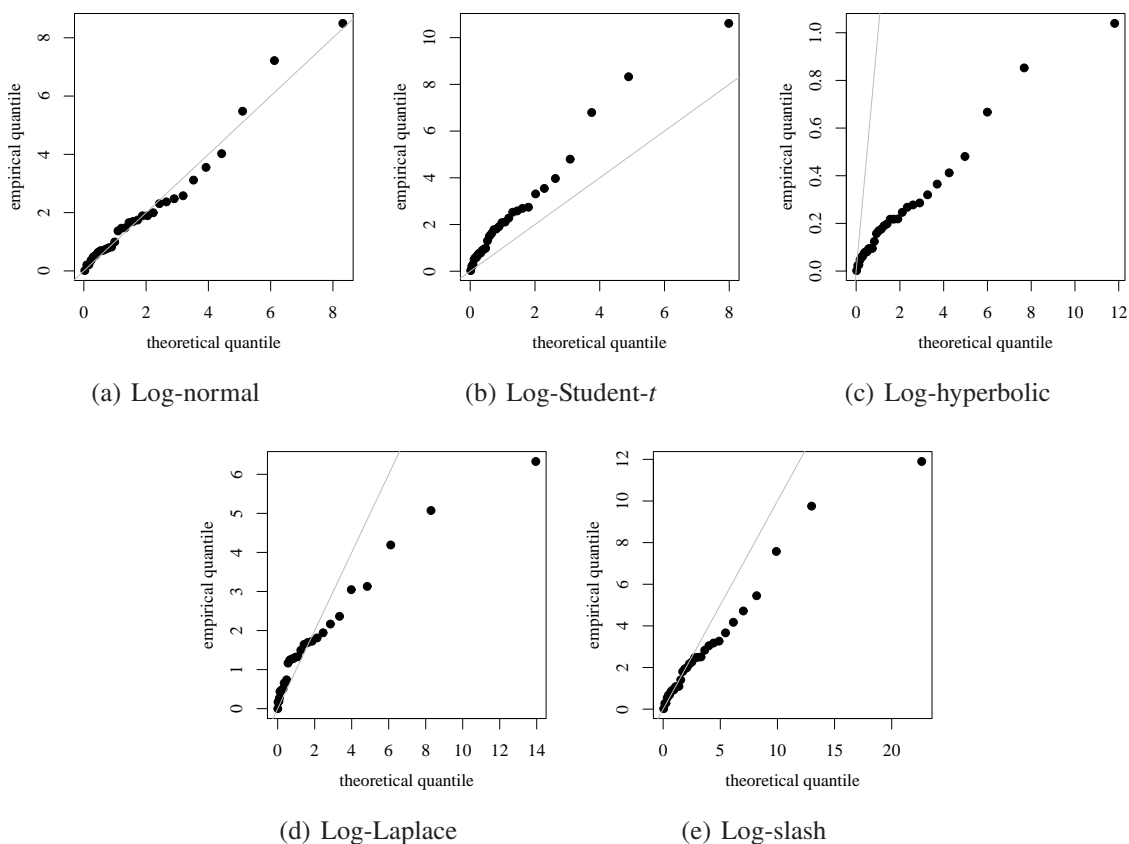 8
6
4
2
0
empirical quantile
0 2 4 6 8
theoretical quantile
(a) Log-normal
10
8
6
4
2
0
empirical quantile
0 2 4 6 8
theoretical quantile
(b) Log-Student-t
1.0
0.8
0.6
0.4
0.2
0.0
empirical quantile
0 2 4 6 8 10 12
theoretical quantile
(c) Log-hyperbolic
6
5
4
3
2
1
0
empirical quantile
0 2 4 6 8 10 12 14
theoretical quantile
(d) Log-Laplace
12
10
8
6
4
2
0
empirical quantile
0 5 10 15 20
theoretical quantile
(e) Log-slash